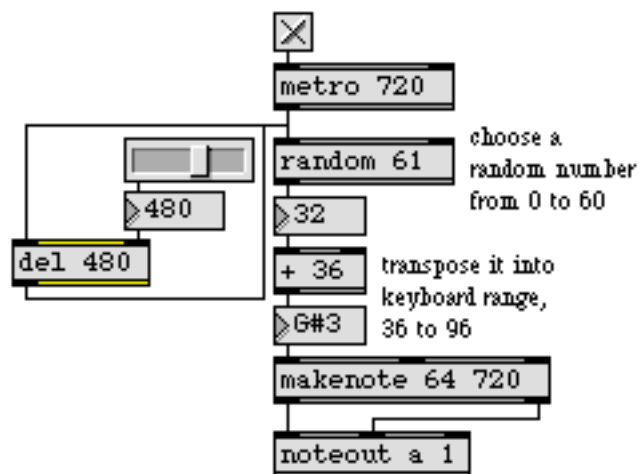 metro 720
choose a
random number
from 0 to 60
random 61
480
32
del 480
+ 36
transpose it into
keyboard range,
36 to 96
G#3
makenote 64 720
noteout a 1